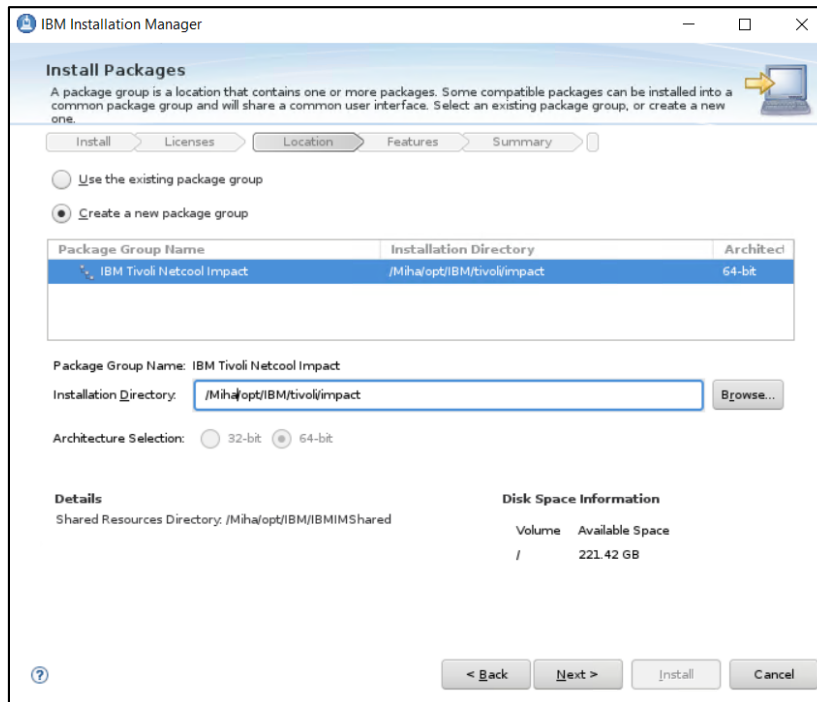 IBM Installation Manager
Install Packages
A package group is a location that contains one or more packages. Some compatible packages can be installed into a
common package group and will share a common user interface. Select an existing package group, or create a new
one.
Install Licenses Location Features Summary
Use the existing package group
Create a new package group
Package Group Name Installation Directory Architect
IBM Tivoli Netcool Impact /Miha/opt/IBM/tivoli/impact 64-bit
Package Group Name: IBM Tivoli Netcool Impact
Installation Directory: /Miha/opt/IBM/tivoli/impact Browse...
Architecture Selection: 32-bit 64-bit
Details Disk Space Information
Shared Resources Directory: /Miha/opt/IBM/IBMIMShared
Volume Available Space
/ 221.42 GB
? < Back Next > Install Cancel